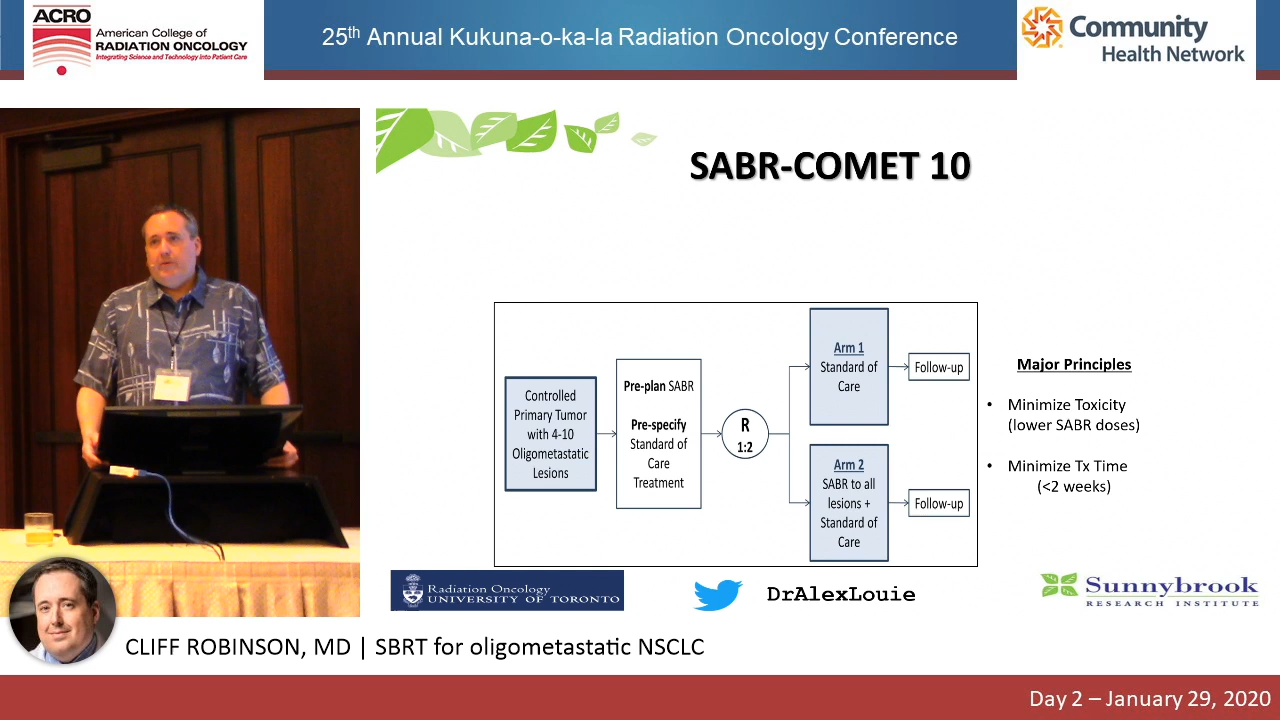 ACRO
American College of
RADIATION ONCOLOGY
Integrating Science and Technology Into Patient Care
25th Annual Kukuna-o-ka-la Radiation Oncology Conference
Community
Health Network
SABR-COMET 10
Controlled
Primary Tumor
with 4-10
Oligometastatic
Lesions
Pre-plan SABR
Pre-specify
Standard of
Care
Treatment
R
1:2
Arm 1
Standard of
Care
Follow-up
Arm 2
SABR to all
lesions +
Standard of
Care
Follow-up
Major Principles
• Minimize Toxicity
(lower SABR doses)
• Minimize Tx Time
(<2 weeks)
Radiation Oncology
UNIVERSITY OF TORONTO
DrAlexLouie
Sunnybrook
RESEARCH INSTITUTE
CLIFF ROBINSON, MD | SBRT for oligometastatic NSCLC
Day 2 – January 29, 2020